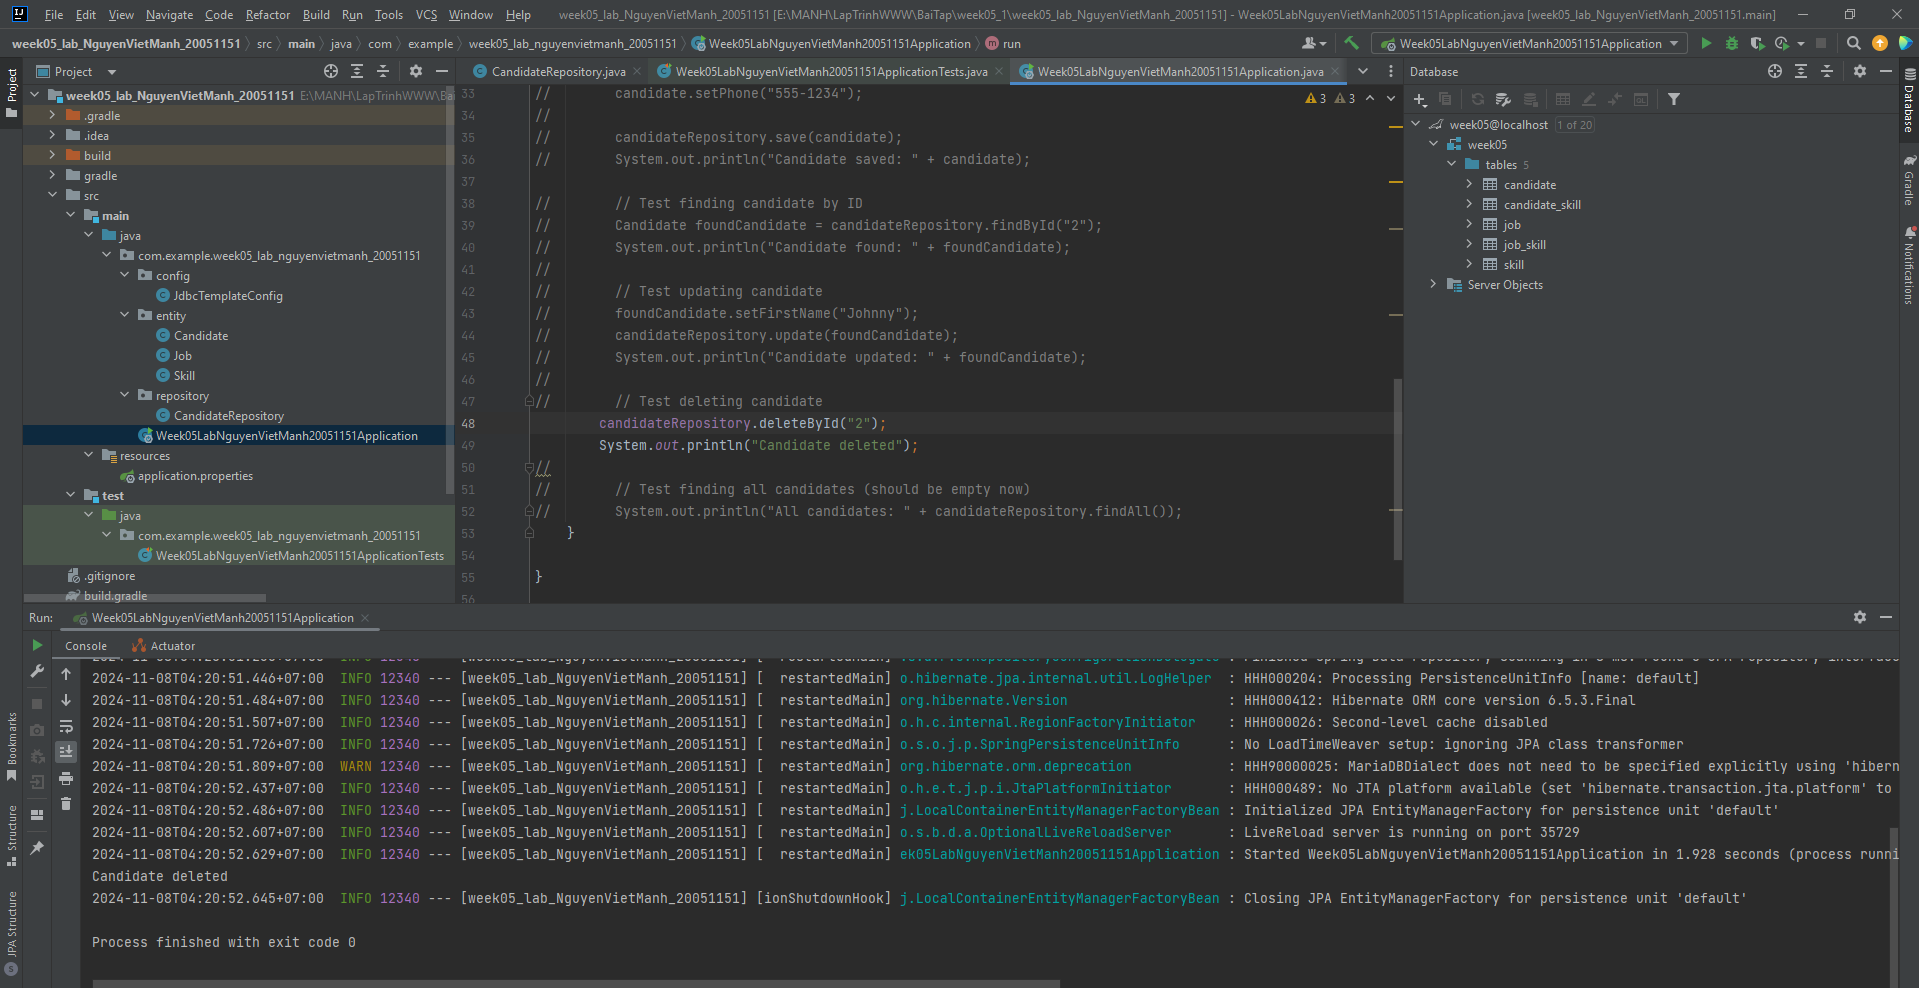 File Edit View Navigate Code Refactor Build Run Tools VCS Window Help week05_lab_NguyenVietManh_20051151 [E:\MANH\LapTrinhWWW\BaiTap\week05_1\week05_lab_NguyenVietManh_20051151] - Week05LabNguyenVietManh20051151Application.java [week05_lab_NguyenVietManh_20051151.main]
week05_lab_NguyenVietManh_20051151 src main java com example week05_lab_nguyenvietmanh_20051151 Week05LabNguyenVietManh20051151Application run Week05LabNguyenVietManh20051151Application
Project
Project
week05_lab_NguyenVietManh_20051151 E:\MANH\LapTrinhWWW\Bai
.gradle
.idea
build
gradle
src
main
java
com.example.week05_lab_nguyenvietmanh_20051151
config
JdbcTemplateConfig
entity
Candidate
Job
Skill
repository
CandidateRepository
Week05LabNguyenVietManh20051151Application
resources
application.properties
test
java
com.example.week05_lab_nguyenvietmanh_20051151
Week05LabNguyenVietManh20051151ApplicationTests
.gitignore
build.gradle
CandidateRepository.java Week05LabNguyenVietManh20051151ApplicationTests.java Week05LabNguyenVietManh20051151Application.java
3 3
33 // candidate.setPhone("555-1234");
34 //
35 // candidateRepository.save(candidate);
36 // System.out.println("Candidate saved: " + candidate);
37
38 // // Test finding candidate by ID
39 // Candidate foundCandidate = candidateRepository.findById("2");
40 // System.out.println("Candidate found: " + foundCandidate);
41 //
42 // // Test updating candidate
43 // foundCandidate.setFirstName("Johnny");
44 // candidateRepository.update(foundCandidate);
45 // System.out.println("Candidate updated: " + foundCandidate);
46 //
47 // // Test deleting candidate
48 candidateRepository.deleteById("2");
49 System.out.println("Candidate deleted");
50 //
51 // // Test finding all candidates (should be empty now)
52 // System.out.println("All candidates: " + candidateRepository.findAll());
53 }
54
55 }
56
Database
week05@localhost 1 of 20
week05
tables 5
candidate
candidate_skill
job
job_skill
skill
Server Objects
Database
Gradle
Notifications
Run: Week05LabNguyenVietManh20051151Application
Console Actuator
2024-11-08T04:20:51.446+07:00 INFO 12340 --- [week05_lab_NguyenVietManh_20051151] [ restartedMain] o.hibernate.jpa.internal.util.LogHelper : HHH000204: Processing PersistenceUnitInfo [name: default]
2024-11-08T04:20:51.484+07:00 INFO 12340 --- [week05_lab_NguyenVietManh_20051151] [ restartedMain] org.hibernate.Version : HHH000412: Hibernate ORM core version 6.5.3.Final
2024-11-08T04:20:51.507+07:00 INFO 12340 --- [week05_lab_NguyenVietManh_20051151] [ restartedMain] o.h.c.internal.RegionFactoryInitiator : HHH000026: Second-level cache disabled
2024-11-08T04:20:51.726+07:00 INFO 12340 --- [week05_lab_NguyenVietManh_20051151] [ restartedMain] o.s.o.j.p.SpringPersistenceUnitInfo : No LoadTimeWeaver setup: ignoring JPA class transformer
2024-11-08T04:20:51.809+07:00 WARN 12340 --- [week05_lab_NguyenVietManh_20051151] [ restartedMain] org.hibernate.orm.deprecation : HHH90000025: MariaDBDialect does not need to be specified explicitly using 'hibern
2024-11-08T04:20:52.437+07:00 INFO 12340 --- [week05_lab_NguyenVietManh_20051151] [ restartedMain] o.h.e.t.j.p.i.JtaPlatformInitiator : HHH000489: No JTA platform available (set 'hibernate.transaction.jta.platform' to
2024-11-08T04:20:52.486+07:00 INFO 12340 --- [week05_lab_NguyenVietManh_20051151] [ restartedMain] j.LocalContainerEntityManagerFactoryBean : Initialized JPA EntityManagerFactory for persistence unit 'default'
2024-11-08T04:20:52.607+07:00 INFO 12340 --- [week05_lab_NguyenVietManh_20051151] [ restartedMain] o.s.b.d.a.OptionalLiveReloadServer : LiveReload server is running on port 35729
2024-11-08T04:20:52.629+07:00 INFO 12340 --- [week05_lab_NguyenVietManh_20051151] [ restartedMain] ek05LabNguyenVietManh20051151Application : Started Week05LabNguyenVietManh20051151Application in 1.928 seconds (process runni
Candidate deleted
2024-11-08T04:20:52.645+07:00 INFO 12340 --- [week05_lab_NguyenVietManh_20051151] [ionShutdownHook] j.LocalContainerEntityManagerFactoryBean : Closing JPA EntityManagerFactory for persistence unit 'default'
Process finished with exit code 0
Bookmarks
Structure
JPA Structure